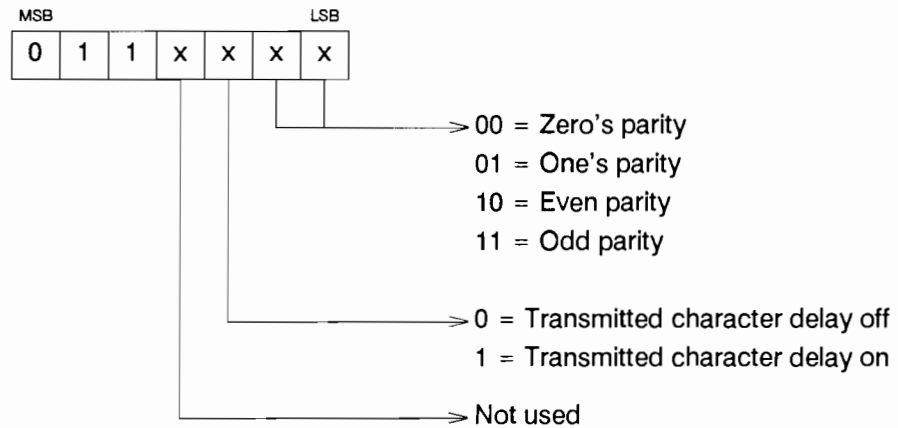 MSB LSB
0 1 1 x x x x
00 = Zero's parity
01 = One's parity
10 = Even parity
11 = Odd parity
0 = Transmitted character delay off
1 = Transmitted character delay on
Not used